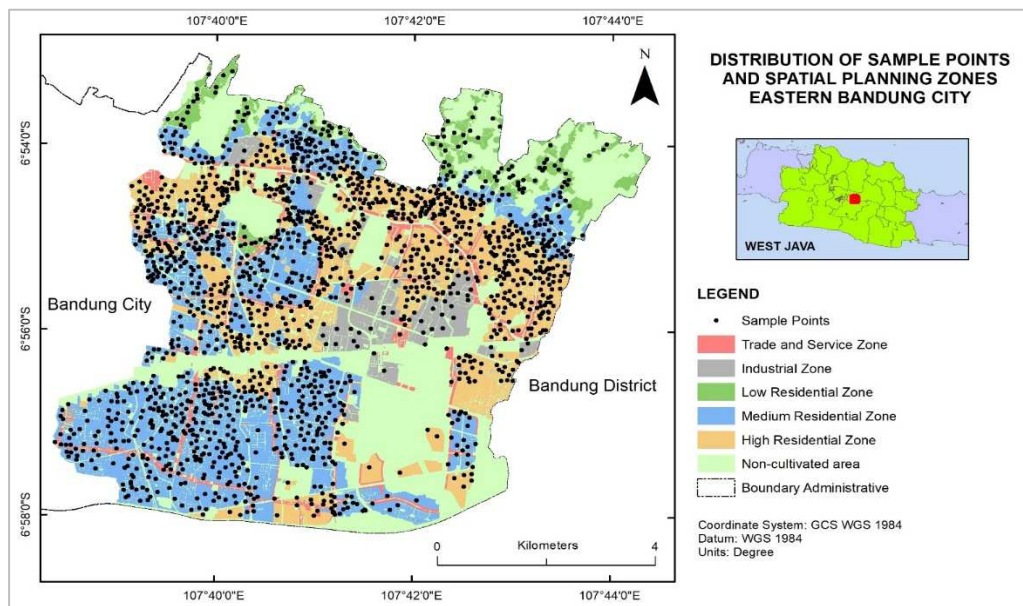 107°40'0"E
107°42'0"E
107°44'0"E
N
6°54'0"S
6°56'0"S
6°58'0"S
Bandung City
Bandung District
0
Kilometers
4
107°40'0"E
107°42'0"E
107°44'0"E
DISTRIBUTION OF SAMPLE POINTS
AND SPATIAL PLANNING ZONES
EASTERN BANDUNG CITY
WEST JAVA
LEGEND
Sample Points
Trade and Service Zone
Industrial Zone
Low Residential Zone
Medium Residential Zone
High Residential Zone
Non-cultivated area
Boundary Administrative
Coordinate System: GCS WGS 1984
Datum: WGS 1984
Units: Degree